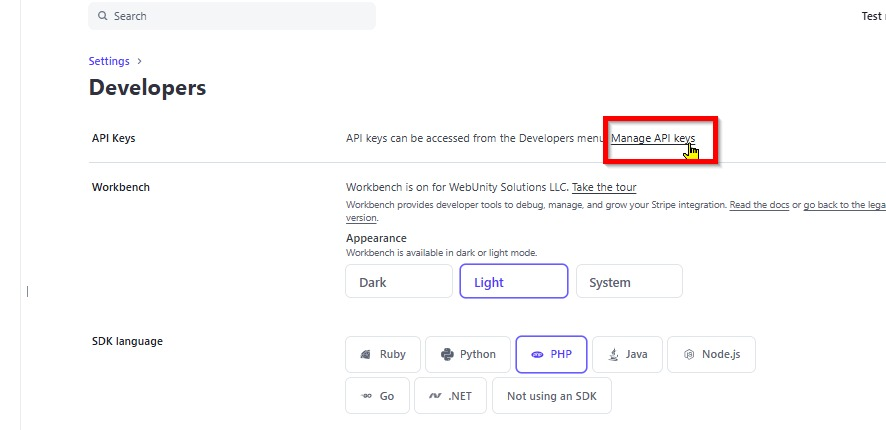 Search
Test
Settings >
Developers
API Keys
API keys can be accessed from the Developers menu
Manage API keys
Workbench
Workbench is on for WebUnity Solutions LLC. Take the tour
Workbench provides developer tools to debug, manage, and grow your Stripe integration. Read the docs or go back to the
version.
Appearance
Workbench is available in dark or light mode.
Dark
Light
System
SDK language
Ruby
Python
php PHP
Java
Node.js
GO Go
.NET
Not using an SDK